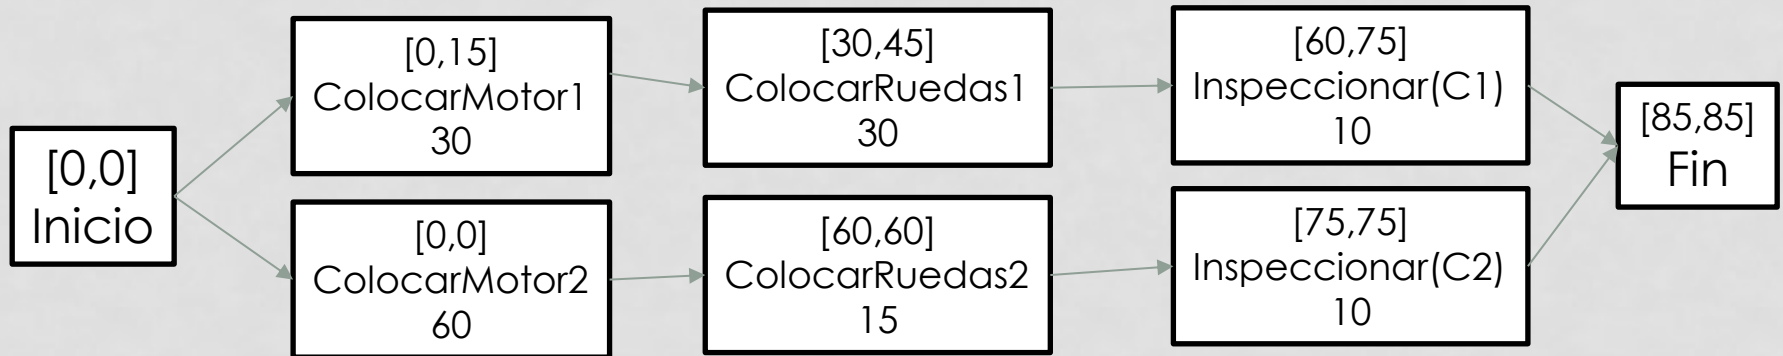 [0,0]
Inicio
[0,15]
ColocarMotor1
30
[30,45]
ColocarRuedas1
30
[60,75]
Inspeccionar(C1)
10
[0,0]
ColocarMotor2
60
[60,60]
ColocarRuedas2
15
[75,75]
Inspeccionar(C2)
10
[85,85]
Fin